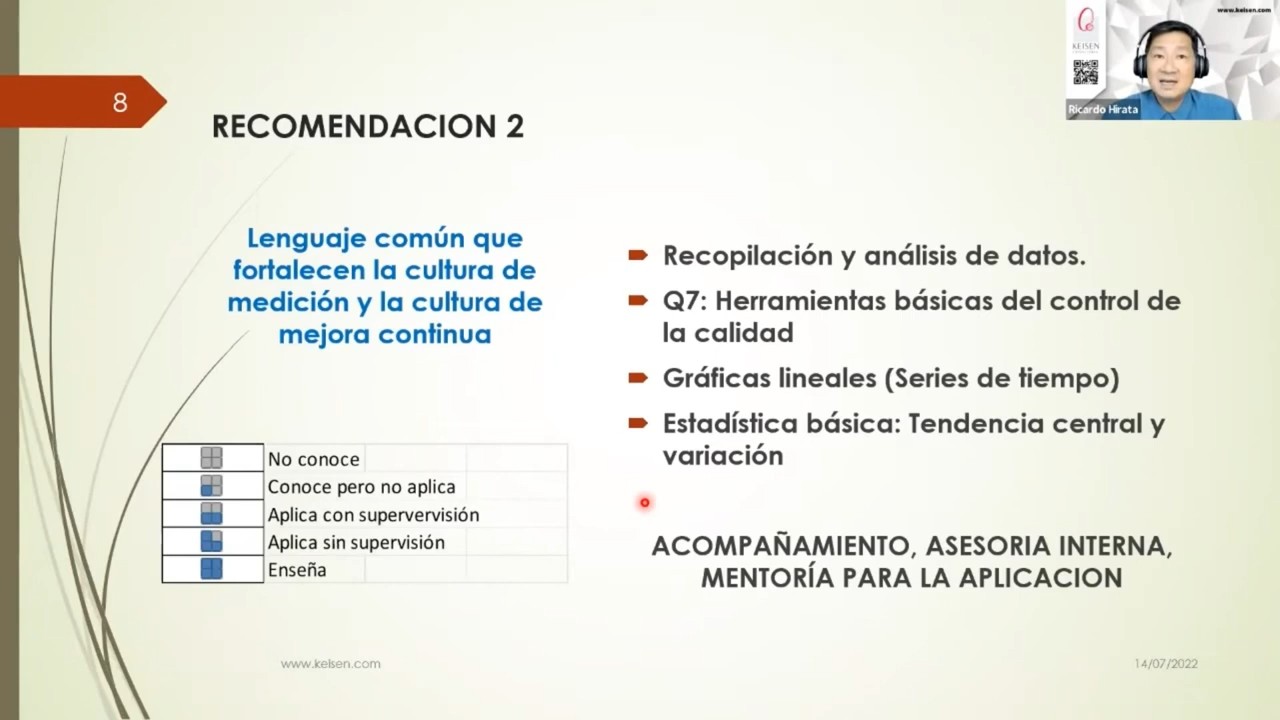 www.keisen.com
KEISEN
Ricardo Hirata
8
RECOMENDACION 2
Lenguaje común que
fortalecen la cultura de
medición y la cultura de
mejora continua
No conoce
Conoce pero no aplica
Aplica con supervervisión
Aplica sin supervisión
Enseña
Recopilación y análisis de datos.
Q7: Herramientas básicas del control de
la calidad
Gráficas lineales (Series de tiempo)
Estadística básica: Tendencia central y
variación
ACOMPAÑAMIENTO, ASESORIA INTERNA,
MENTORÍA PARA LA APLICACION
www.keisen.com
14/07/2022